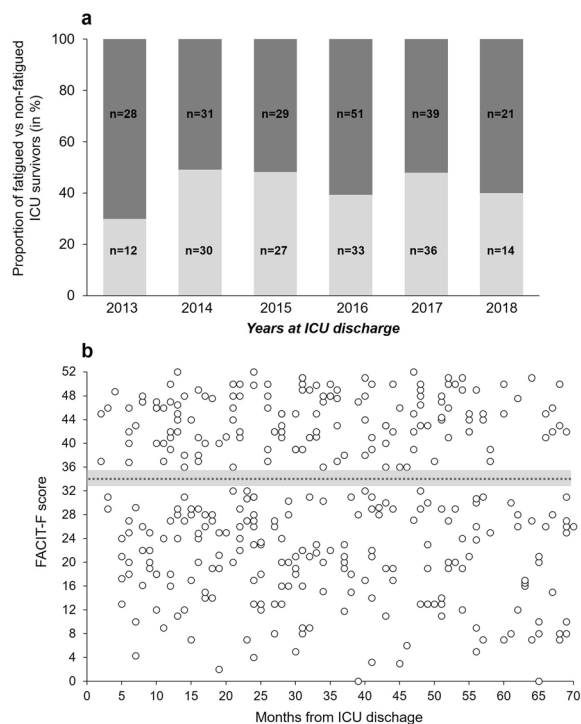 a
Proportion of fatigued vs non-fatigued
ICU survivors (in %)
100
80
60
40
20
0
n=28
n=31
n=29
n=51
n=39
n=21
n=12
n=30
n=27
n=33
n=36
n=14
2013
2014
2015
2016
2017
2018
Years at ICU discharge
b
FACIT-F score
52
48
44
40
36
32
28
24
20
16
12
8
4
0
0
5
10
15
20
25
30
35
40
45
50
55
60
65
70
Months from ICU dischage